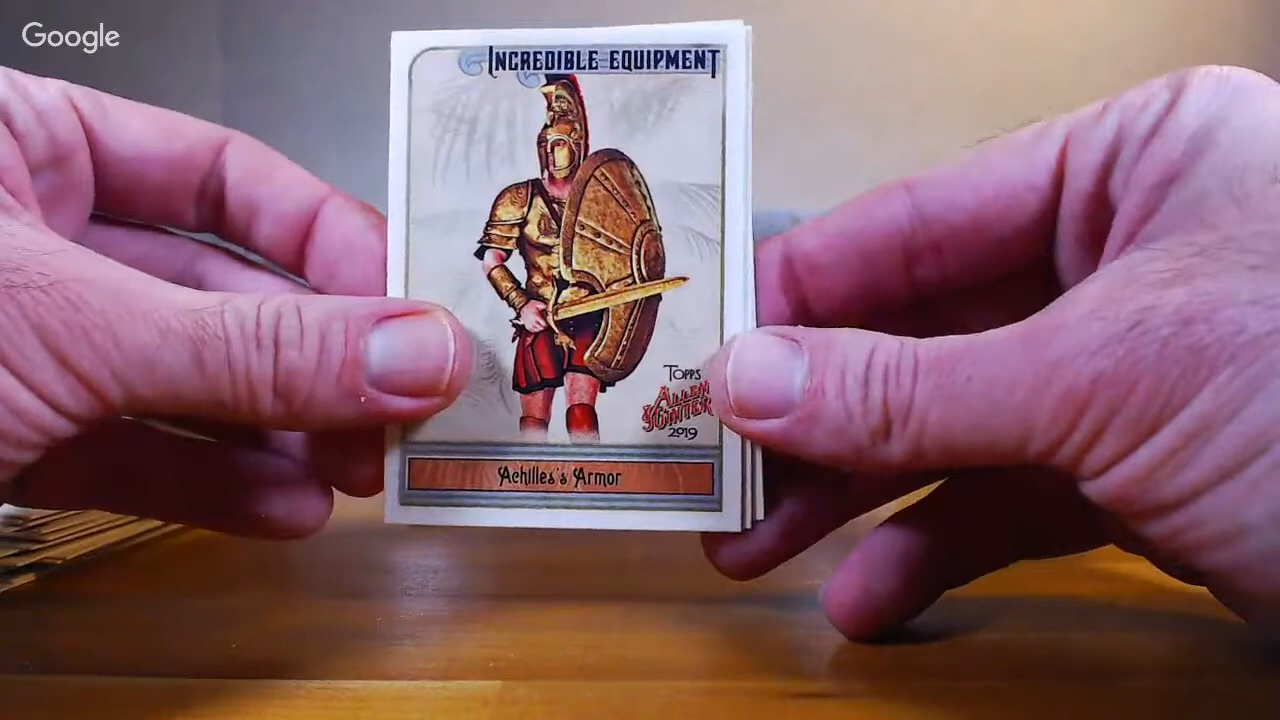 Google
INCREDIBLE EQUIPMENT
TOPPS
ALLEN
& GINTER
2019
Achilles's Armor